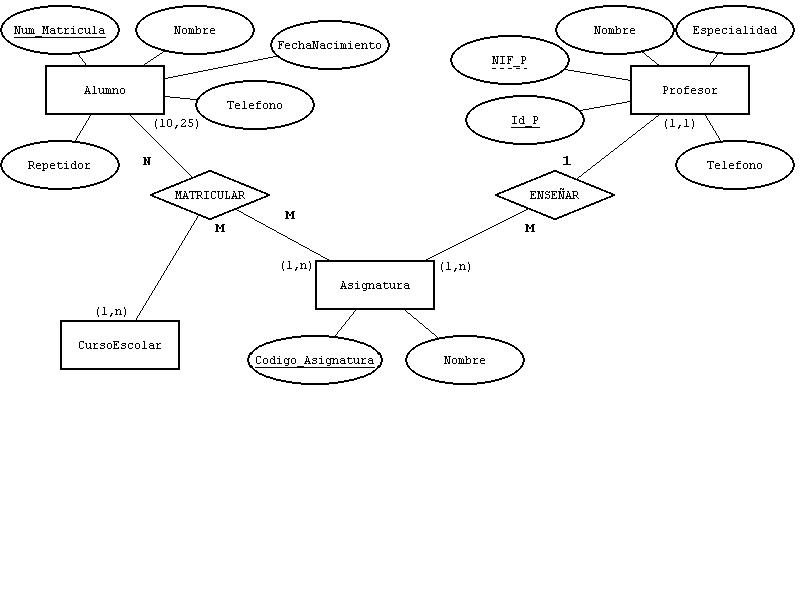 Num_Matricula
Nombre
FechaNacimiento
Alumno
Telefono
(10,25)
Repetidor
N
MATRICULAR
M
M
(1,n)
CursoEscolar
Nombre
Especialidad
NIF_P
Profesor
Id_P
(1,1)
Telefono
1
ENSEÑAR
M
(1,n)
(1,n)
Asignatura
Codigo_Asignatura
Nombre